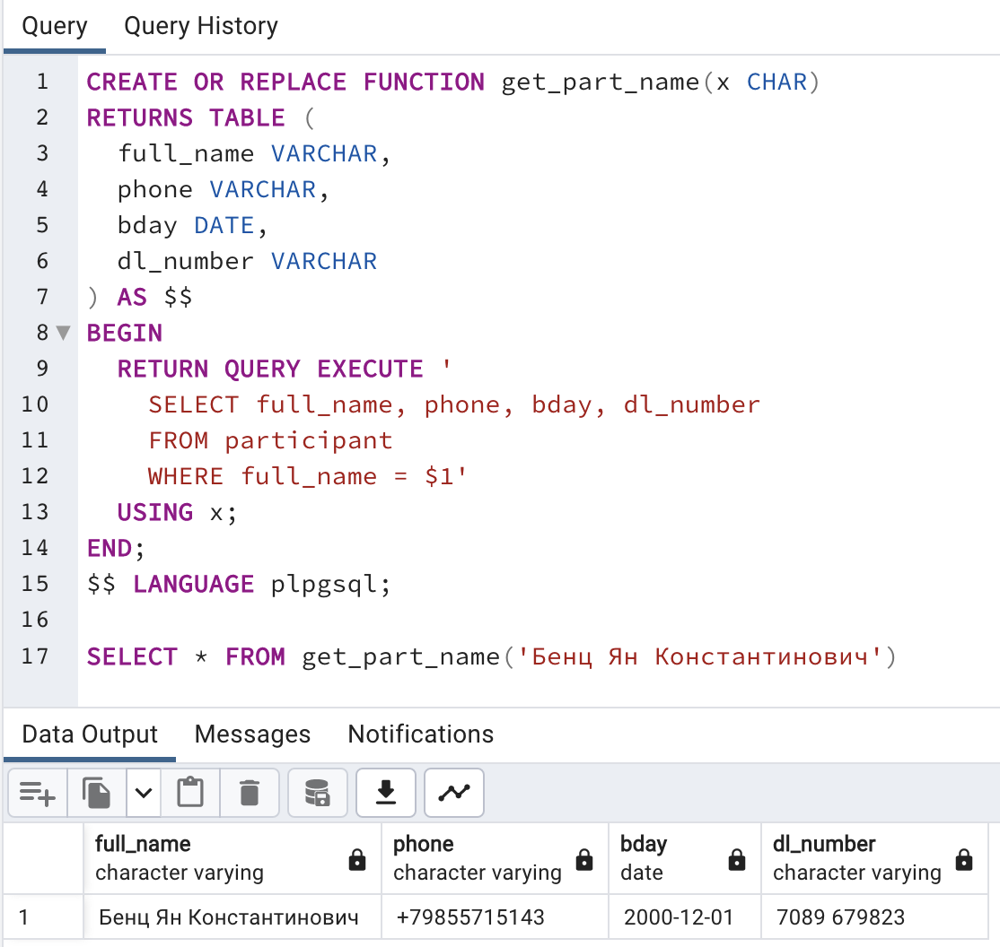 Query Query History
1 CREATE OR REPLACE FUNCTION get_part_name(x CHAR)
2 RETURNS TABLE (
3 full_name VARCHAR,
4 phone VARCHAR,
5 bday DATE,
6 dl_number VARCHAR
7 ) AS $$
8 BEGIN
9 RETURN QUERY EXECUTE '
10 SELECT full_name, phone, bday, dl_number
11 FROM participant
12 WHERE full_name = $1'
13 USING x;
14 END;
15 $$ LANGUAGE plpgsql;
16
17 SELECT * FROM get_part_name('Бенц Ян Константинович')
Data Output Messages Notifications
full_name phone bday dl_number
character varying character varying date character varying
1 Бенц Ян Константинович +79855715143 2000-12-01 7089 679823